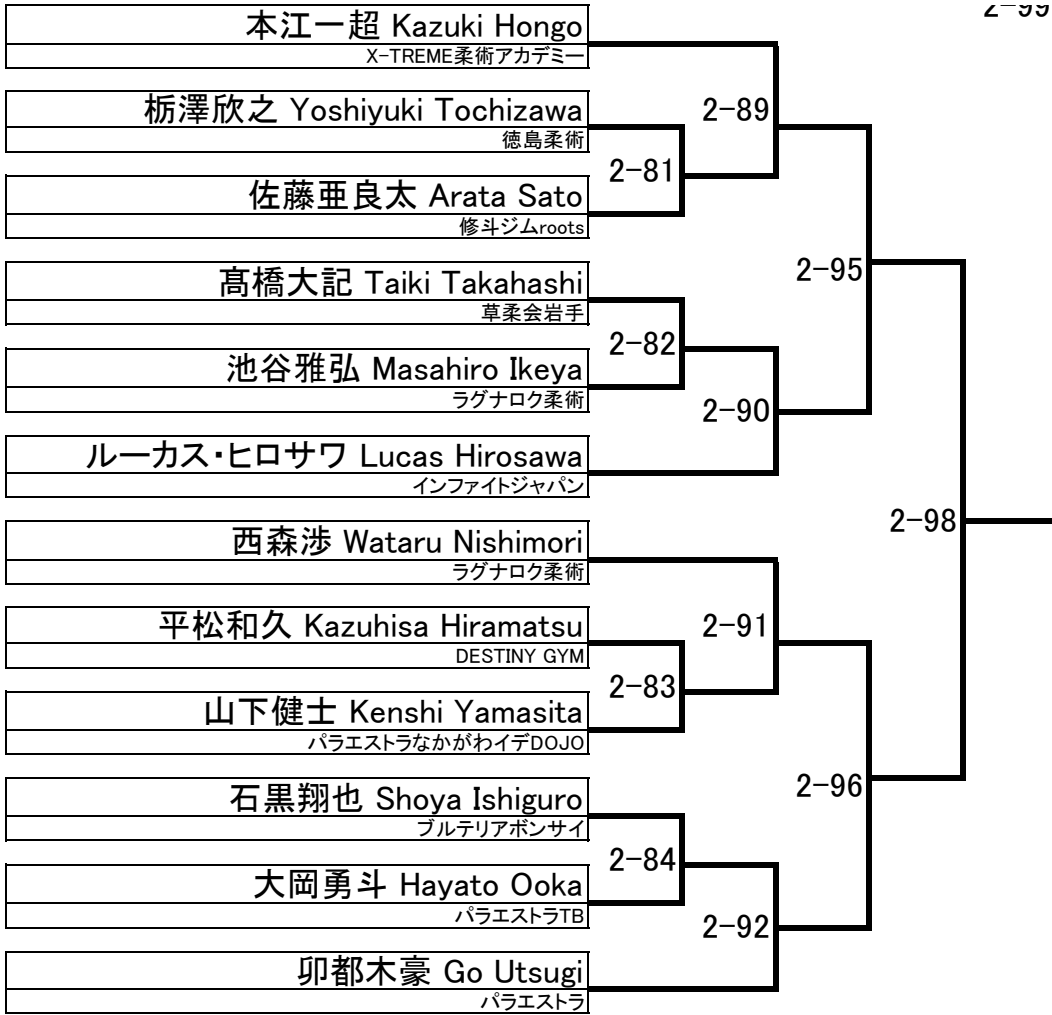 2-99
本江一超 Kazuki Hongo
X-TREME柔術アカデミー
2-89
栃澤欣之 Yoshiyuki Tochizawa
徳島柔術
2-81
佐藤亜良太 Arata Sato
修斗ジムroots
2-95
髙橋大記 Taiki Takahashi
草柔会岩手
2-82
池谷雅弘 Masahiro Ikeya
ラグナロク柔術
2-90
ルーカス・ヒロサワ Lucas Hirosawa
インファイトジャパン
2-98
西森渉 Wataru Nishimori
ラグナロク柔術
2-91
平松和久 Kazuhisa Hiramatsu
DESTINY GYM
2-83
山下健士 Kenshi Yamasita
パラエストラなかがわイデDOJO
2-96
石黒翔也 Shoya Ishiguro
ブルテリアボンサイ
2-84
大岡勇斗 Hayato Ooka
パラエストラTB
2-92
卯都木豪 Go Utsugi
パラエストラ